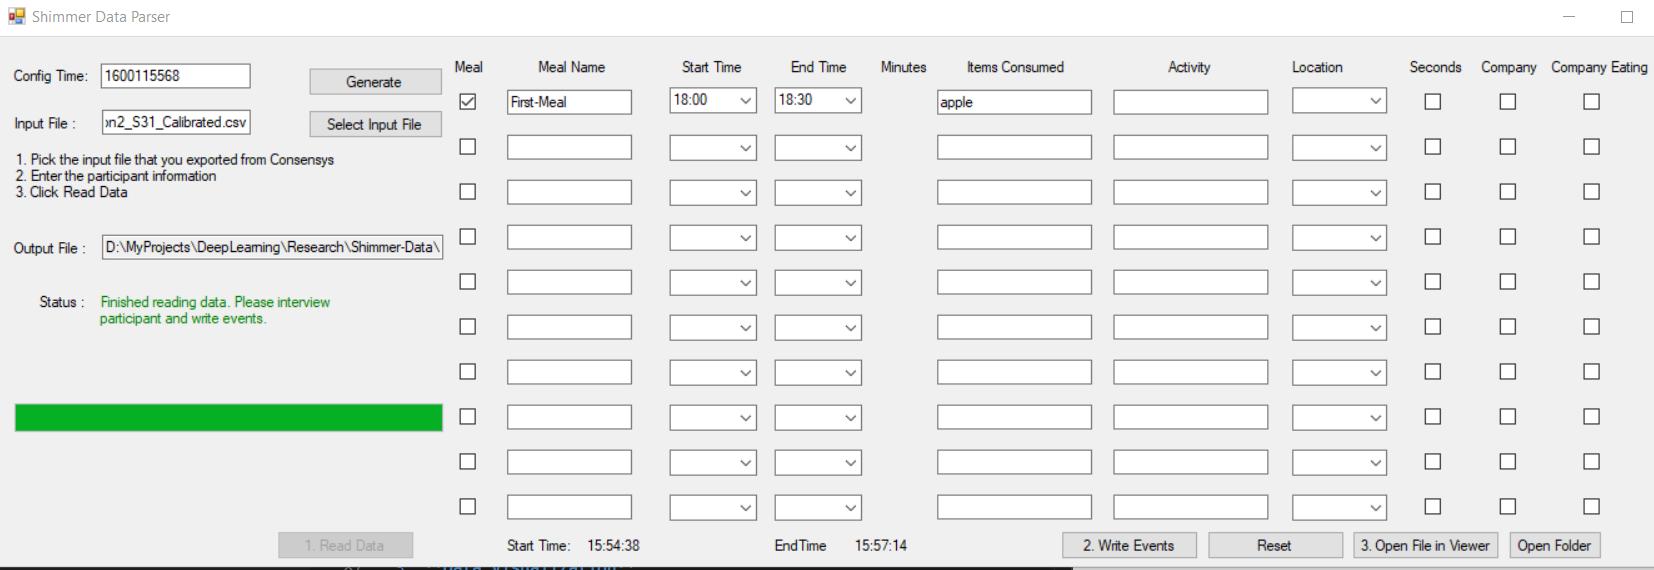 Shimmer Data Parser
Config Time: 1600115568 Generate
Input File : on2_S31_Calibrated.csv Select Input File
1. Pick the input file that you exported from Consensys
2. Enter the participant information
3. Click Read Data
Output File : D:\MyProjects\DeepLearning\Research\Shimmer-Data\
Status : Finished reading data. Please interview
participant and write events.
1. Read Data
Meal Meal Name Start Time End Time Minutes Items Consumed Activity Location Seconds Company Company Eating
First-Meal 18:00 18:30 apple
Start Time: 15:54:38 EndTime 15:57:14 2. Write Events Reset 3. Open File in Viewer Open Folder